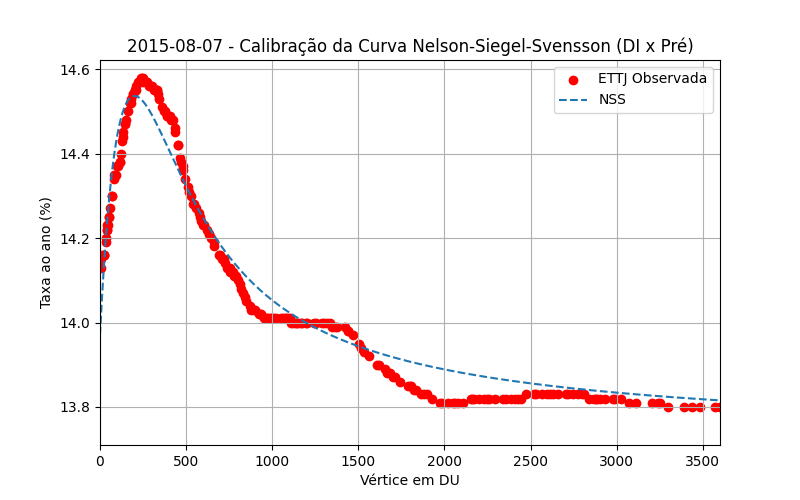 2015-08-07 - Calibração da Curva Nelson-Siegel-Svensson (DI x Pré)
ETTJ Observada
NSS
Taxa ao ano (%)
14.6
14.4
14.2
14.0
13.8
0 500 1000 1500 2000 2500 3000 3500
Vértice em DU